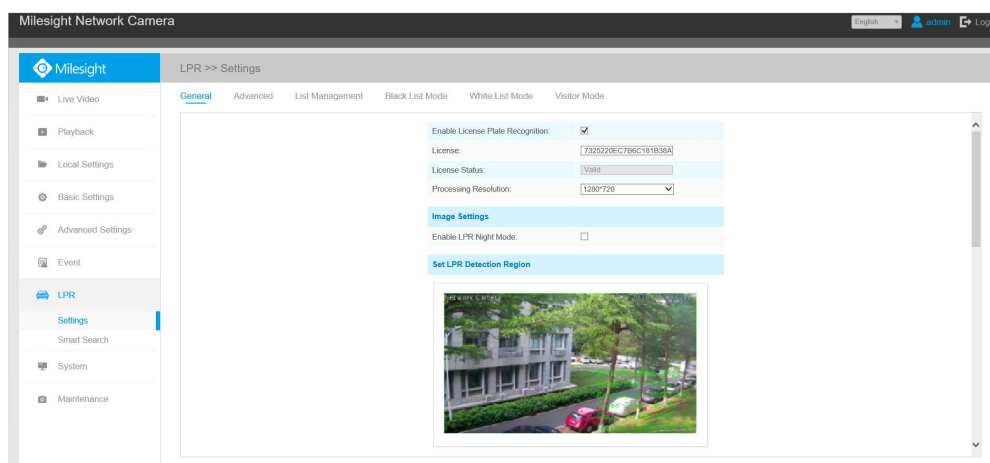 Milesight Network Camera
English
admin
Log
Milesight
LPR >> Settings
Live Video
Playback
Local Settings
Basic Settings
Advanced Settings
Event
LPR
Settings
Smart Search
System
Maintenance
General Advanced List Management Black List Mode White List Mode Visitor Mode
Enable License Plate Recognition:
License: 7325220EC7B6C181B38A
License Status: Valid
Processing Resolution: 1280*720
Image Settings
Enable LPR Night Mode:
Set LPR Detection Region
Network Camera